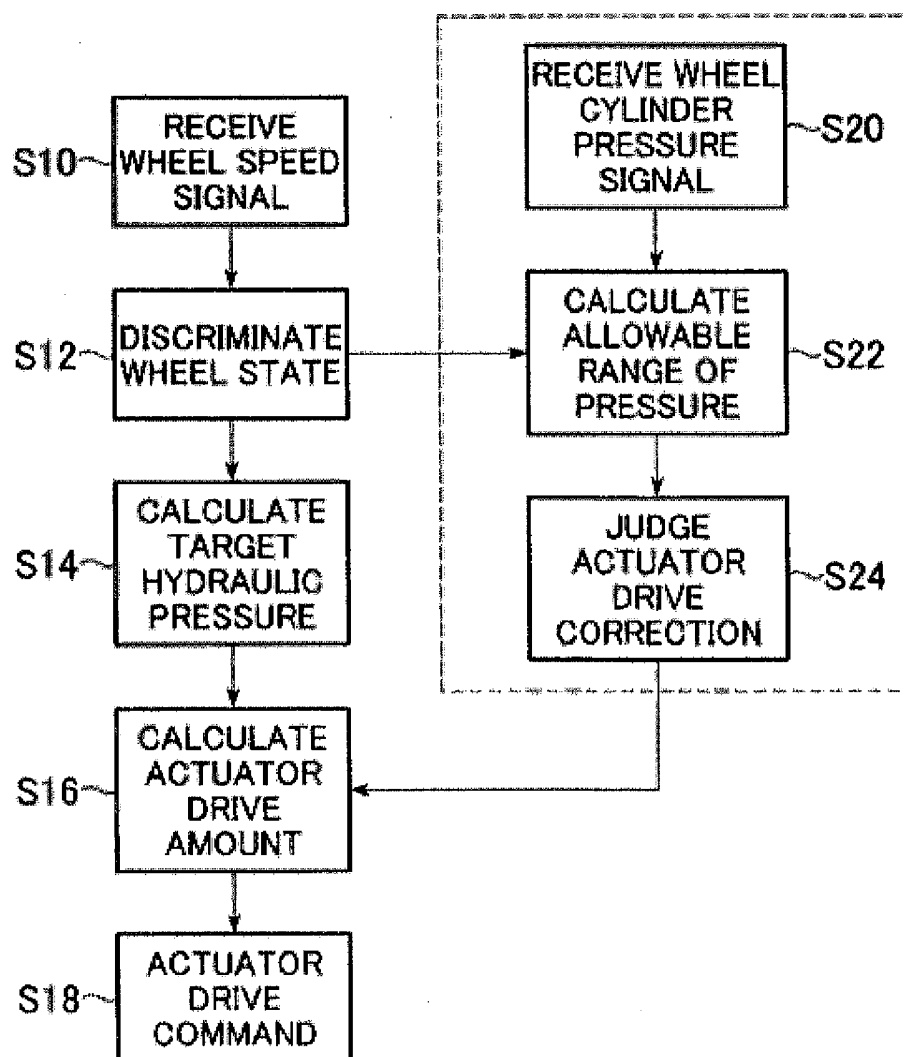 S10
RECEIVE
WHEEL SPEED
SIGNAL
S12
DISCRIMINATE
WHEEL STATE
S14
CALCULATE
TARGET
HYDRAULIC
PRESSURE
S16
CALCULATE
ACTUATOR
DRIVE
AMOUNT
S18
ACTUATOR
DRIVE
COMMAND
RECEIVE WHEEL
CYLINDER
PRESSURE
SIGNAL
S20
CALCULATE
ALLOWABLE
RANGE OF
PRESSURE
S22
JUDGE
ACTUATOR
DRIVE
CORRECTION
S24